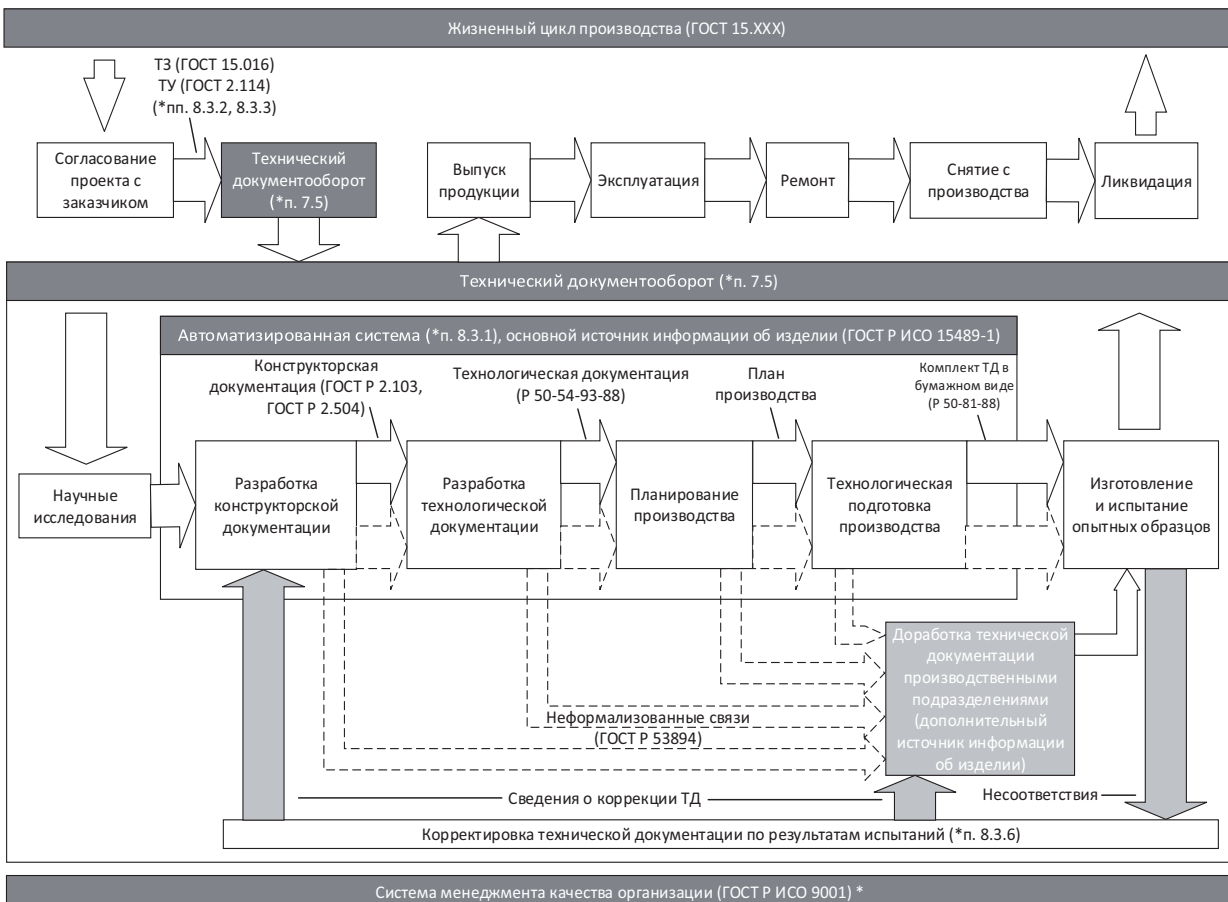 Жизненный цикл производства (ГОСТ 15.XXX)
ТЗ (ГОСТ 15.016)
ТУ (ГОСТ 2.114)
(*пп. 8.3.2, 8.3.3)
Согласование
проекта с
заказчиком
Технический
документооборот
(*п. 7.5)
Выпуск
продукции
Эксплуатация
Ремонт
Снятие с
производства
Ликвидация
Технический документооборот (*п. 7.5)
Автоматизированная система (*п. 8.3.1), основной источник информации об изделии (ГОСТ Р ИСО 15489-1)
Конструкторская
документация (ГОСТ Р 2.103,
ГОСТ Р 2.504)
Технологическая документация
(Р 50-54-93-88)
План
производства
Комплект ТД в
бумажном виде
(Р 50-81-88)
Научные
исследования
Разработка
конструкторской
документации
Разработка
технологической
документации
Планирование
производства
Технологическая
подготовка
производства
Изготовление
и испытание
опытных образцов
Доработка технической
документации
производственными
подразделениями
(дополнительный
источник информации
об изделии)
Неформализованные связи
(ГОСТ Р 53894)
Сведения о коррекции ТД
Несоответствия
Корректировка технической документации по результатам испытаний (*п. 8.3.6)
Система менеджмента качества организации (ГОСТ Р ИСО 9001) *